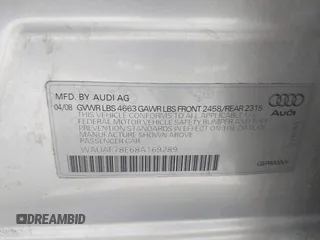 MFD. BY AUDI AG
04/08 GVWR LBS 4663 GAWR LBS FRONT 2458/REAR 2315
THIS VEHICLE CONFORMS TO ALL APPLICABLE
FEDERAL MOTOR VEHICLE SAFETY BUMPER AND
THEFT PREVENTION STANDARDS IN EFFECT ON THE DATE OF
MANUFACTURE SHOWN ABOVE.
PASSENGER CAR
Audi
WAUAF78E68A169289
GERMANY
DREAMBID